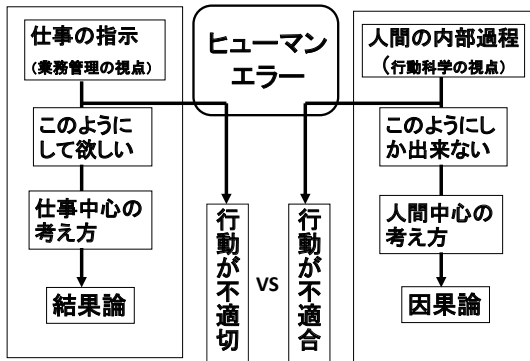 仕事の指示
(業務管理の視点)
このように
して欲しい
仕事中心の
考え方
結果論
ヒューマン
エラー
行動が不適切
VS
行動が不適合
人間の内部過程
(行動科学の視点)
このようにし
か出来ない
人間中心の
考え方
因果論